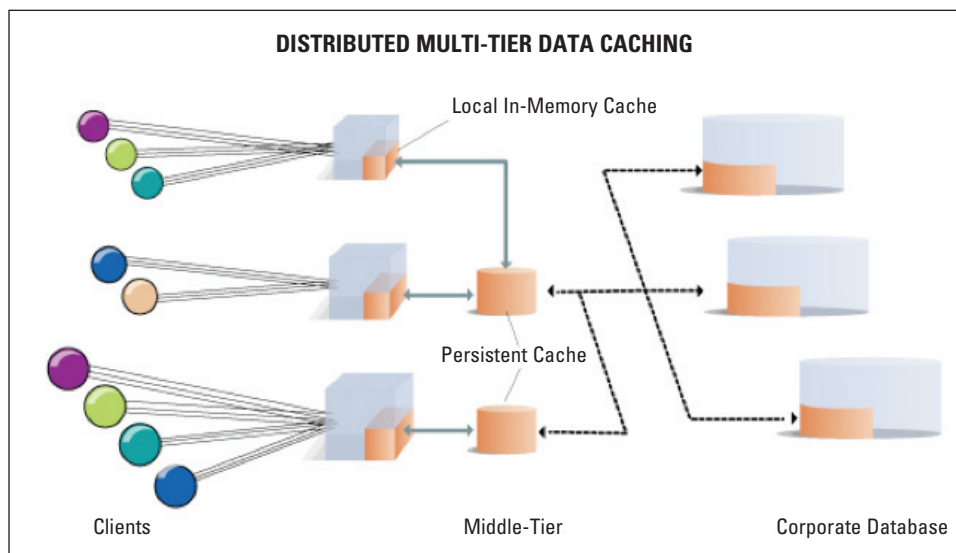 DISTRIBUTED MULTI-TIER DATA CACHING
Local In-Memory Cache
Persistent Cache
Clients
Middle-Tier
Corporate Database